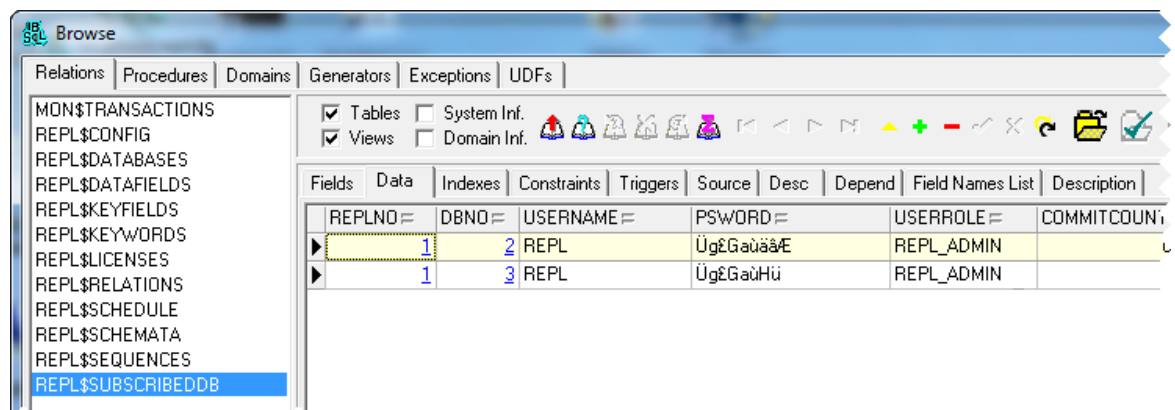 IB SQL Browse
Relations Procedures Domains Generators Exceptions UDFs
MON$TRANSACTIONS
REPL$CONFIG
REPL$DATABASES
REPL$DATAFIELDS
REPL$KEYFIELDS
REPL$KEYWORDS
REPL$LICENSES
REPL$RELATIONS
REPL$SCHEDULE
REPL$SCHEMATA
REPL$SEQUENCES
REPL$SUBSCRIBEDDB
Tables System Inf.
Views Domain Inf.
Fields Data Indexes Constraints Triggers Source Desc Depend Field Names List Description
REPLNO DBNO USERNAME PSWORD USERROLE COMMITCOUNT
1 2 REPL Üg£GaùäâÆ REPL_ADMIN
1 3 REPL Üg£GaùHü REPL_ADMIN